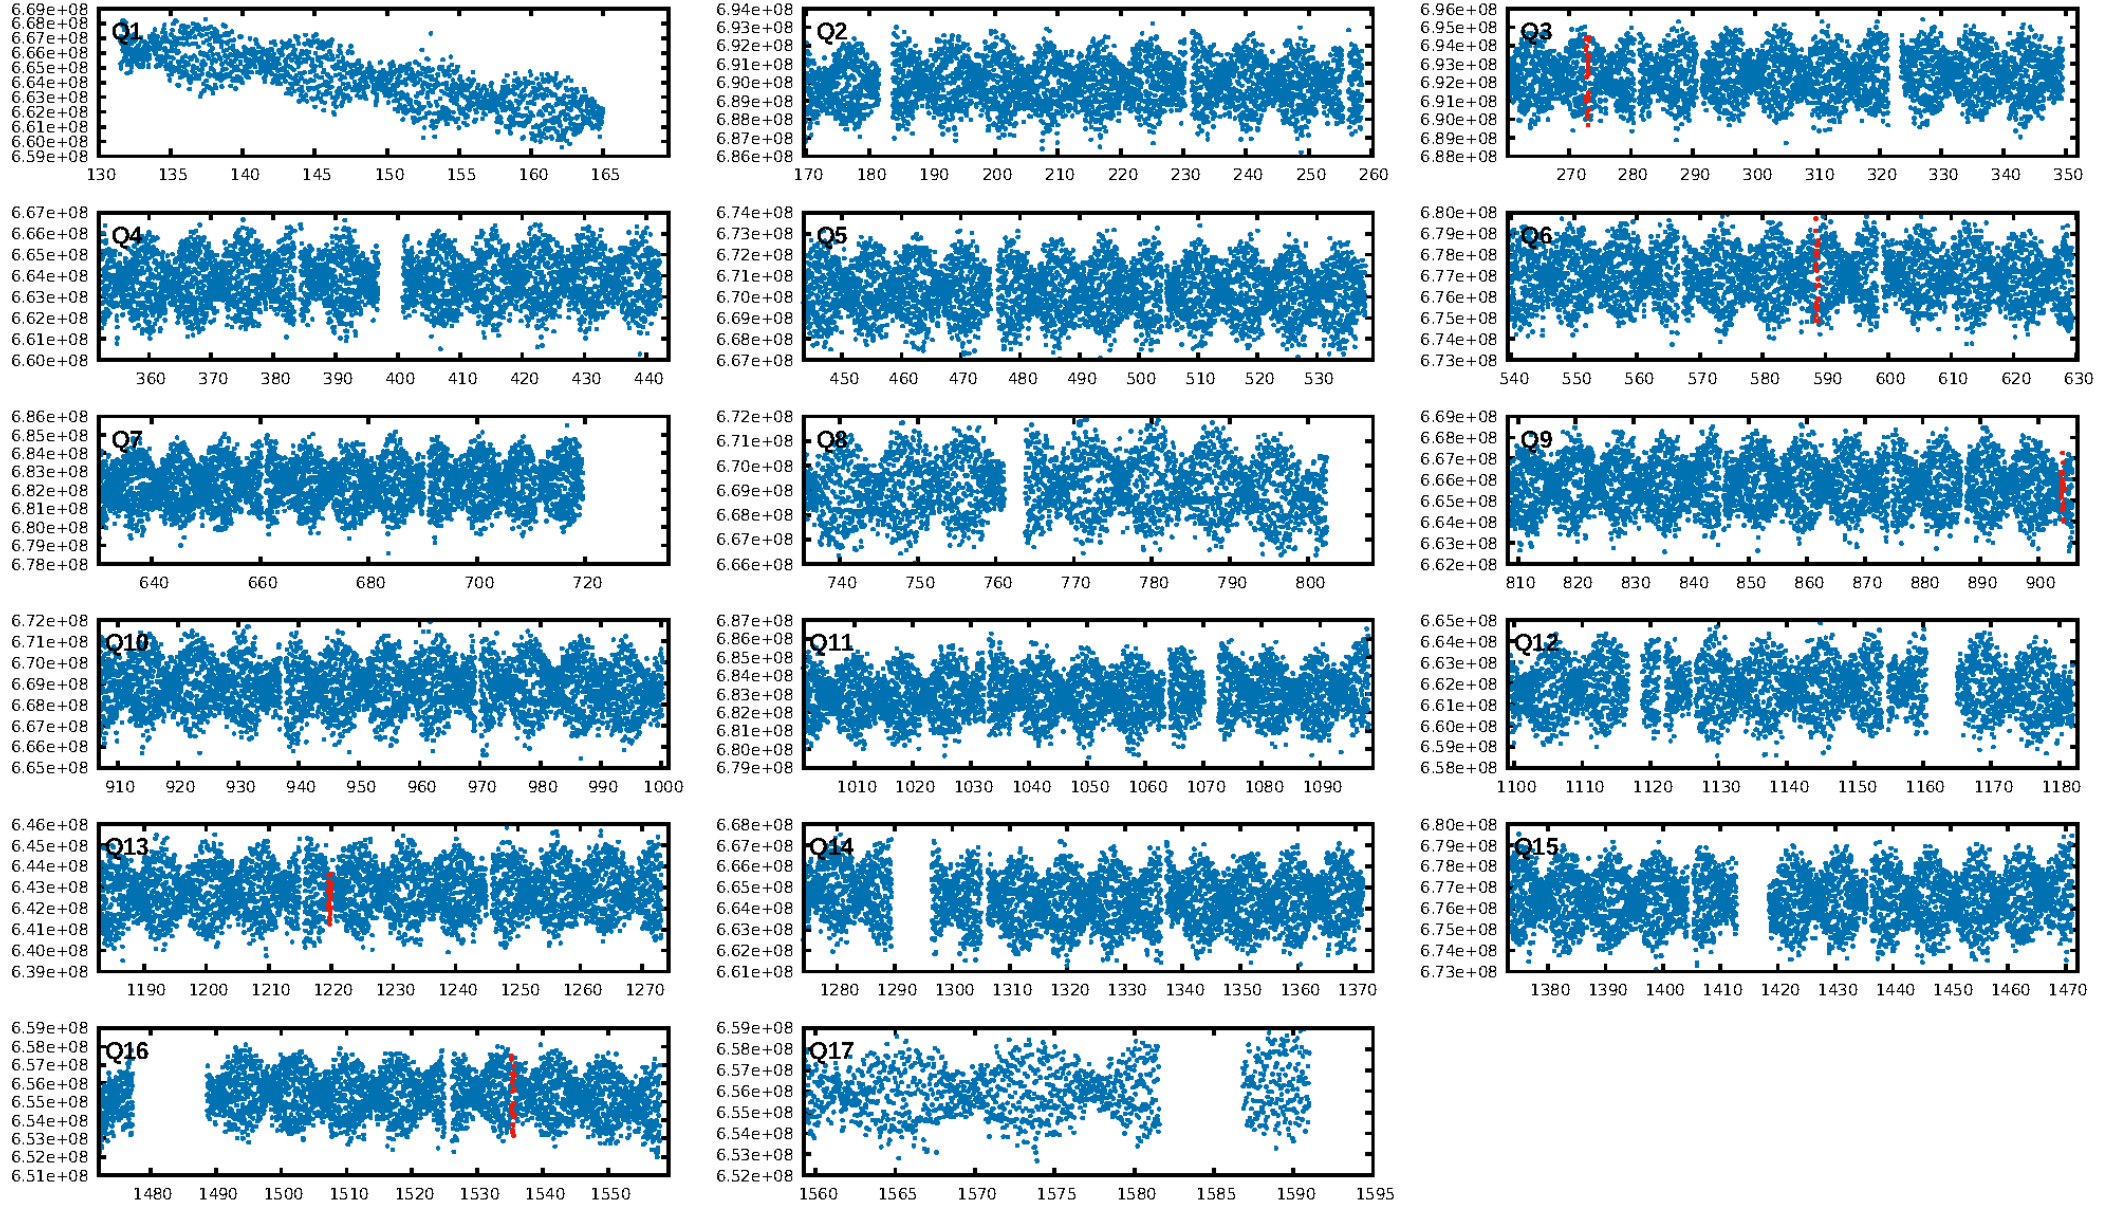 Q1
6.69e+08
6.68e+08
6.67e+08
6.66e+08
6.65e+08
6.64e+08
6.63e+08
6.62e+08
6.61e+08
6.60e+08
6.59e+08
130 135 140 145 150 155 160 165
Q2
6.94e+08
6.93e+08
6.92e+08
6.91e+08
6.90e+08
6.89e+08
6.88e+08
6.87e+08
6.86e+08
170 180 190 200 210 220 230 240 250 260
Q3
6.96e+08
6.95e+08
6.94e+08
6.93e+08
6.92e+08
6.91e+08
6.90e+08
6.89e+08
6.88e+08
270 280 290 300 310 320 330 340 350
Q4
6.67e+08
6.66e+08
6.65e+08
6.64e+08
6.63e+08
6.62e+08
6.61e+08
6.60e+08
360 370 380 390 400 410 420 430 440
Q5
6.74e+08
6.73e+08
6.72e+08
6.71e+08
6.70e+08
6.69e+08
6.68e+08
6.67e+08
450 460 470 480 490 500 510 520 530
Q6
6.80e+08
6.79e+08
6.78e+08
6.77e+08
6.76e+08
6.75e+08
6.74e+08
6.73e+08
540 550 560 570 580 590 600 610 620 630
Q7
6.86e+08
6.85e+08
6.84e+08
6.83e+08
6.82e+08
6.81e+08
6.80e+08
6.79e+08
6.78e+08
640 660 680 700 720
Q8
6.72e+08
6.71e+08
6.70e+08
6.69e+08
6.68e+08
6.67e+08
6.66e+08
740 750 760 770 780 790 800
Q9
6.69e+08
6.68e+08
6.67e+08
6.66e+08
6.65e+08
6.64e+08
6.63e+08
6.62e+08
810 820 830 840 850 860 870 880 890 900
Q10
6.72e+08
6.71e+08
6.70e+08
6.69e+08
6.68e+08
6.67e+08
6.66e+08
6.65e+08
910 920 930 940 950 960 970 980 990 1000
Q11
6.87e+08
6.86e+08
6.85e+08
6.84e+08
6.83e+08
6.82e+08
6.81e+08
6.80e+08
6.79e+08
1010 1020 1030 1040 1050 1060 1070 1080 1090
Q12
6.65e+08
6.64e+08
6.63e+08
6.62e+08
6.61e+08
6.60e+08
6.59e+08
6.58e+08
1100 1110 1120 1130 1140 1150 1160 1170 1180
Q13
6.46e+08
6.45e+08
6.44e+08
6.43e+08
6.42e+08
6.41e+08
6.40e+08
6.39e+08
1190 1200 1210 1220 1230 1240 1250 1260 1270
Q14
6.68e+08
6.67e+08
6.66e+08
6.65e+08
6.64e+08
6.63e+08
6.62e+08
6.61e+08
1280 1290 1300 1310 1320 1330 1340 1350 1360 1370
Q15
6.80e+08
6.79e+08
6.78e+08
6.77e+08
6.76e+08
6.75e+08
6.74e+08
6.73e+08
1380 1390 1400 1410 1420 1430 1440 1450 1460 1470
Q16
6.59e+08
6.58e+08
6.57e+08
6.56e+08
6.55e+08
6.54e+08
6.53e+08
6.52e+08
6.51e+08
1480 1490 1500 1510 1520 1530 1540 1550
Q17
6.59e+08
6.58e+08
6.57e+08
6.56e+08
6.55e+08
6.54e+08
6.53e+08
6.52e+08
1560 1565 1570 1575 1580 1585 1590 1595